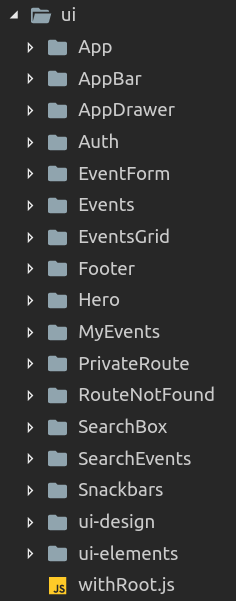 ui
App
AppBar
AppDrawer
Auth
EventForm
Events
EventsGrid
Footer
Hero
MyEvents
PrivateRoute
RouteNotFound
SearchBox
SearchEvents
Snackbars
ui-design
ui-elements
JS withRoot.js